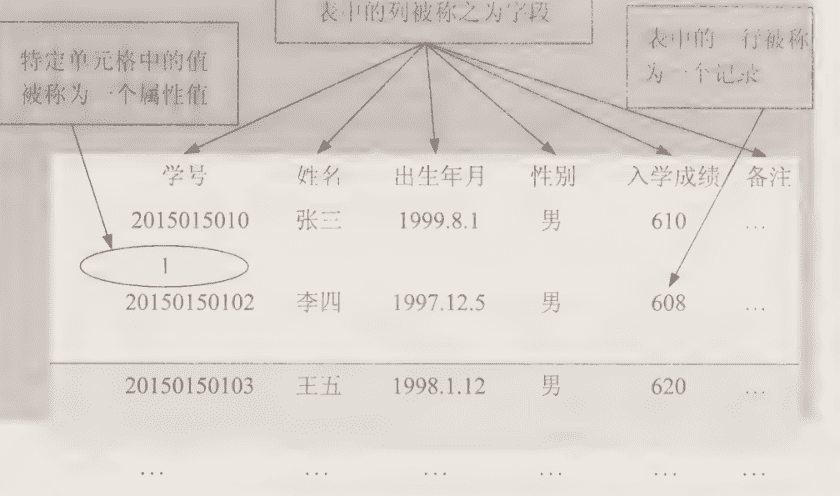 表中的列被称之为字段
特定单元格中的值
被称为一个属性值
表中的一行被称
为一个记录
学号 姓名 出生年月 性别 入学成绩 备注
2015015010 张三 1999.8.1 男 610 ...
1
20150150102 李四 1997.12.5 男 608 ...
20150150103 王五 1998.1.12 男 620 ...
... ... ... ... ... ...